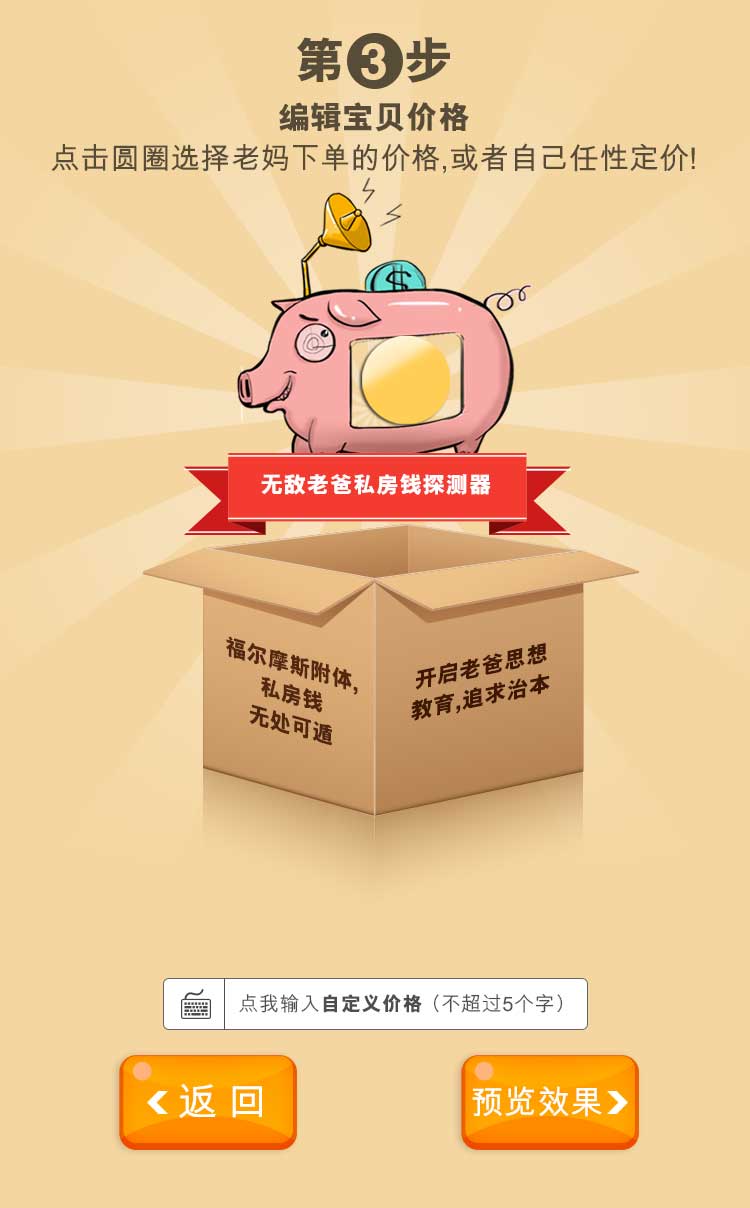 第3步
编辑宝贝价格
点击圆圈选择老妈下单的价格,或者自己任性定价!
$
无敌老爸私房钱探测器
福尔摩斯附体,
私房钱
无处可遁
开启老爸思想
教育,追求治本
点我输入自定义价格（不超过5个字）
返回
预览效果